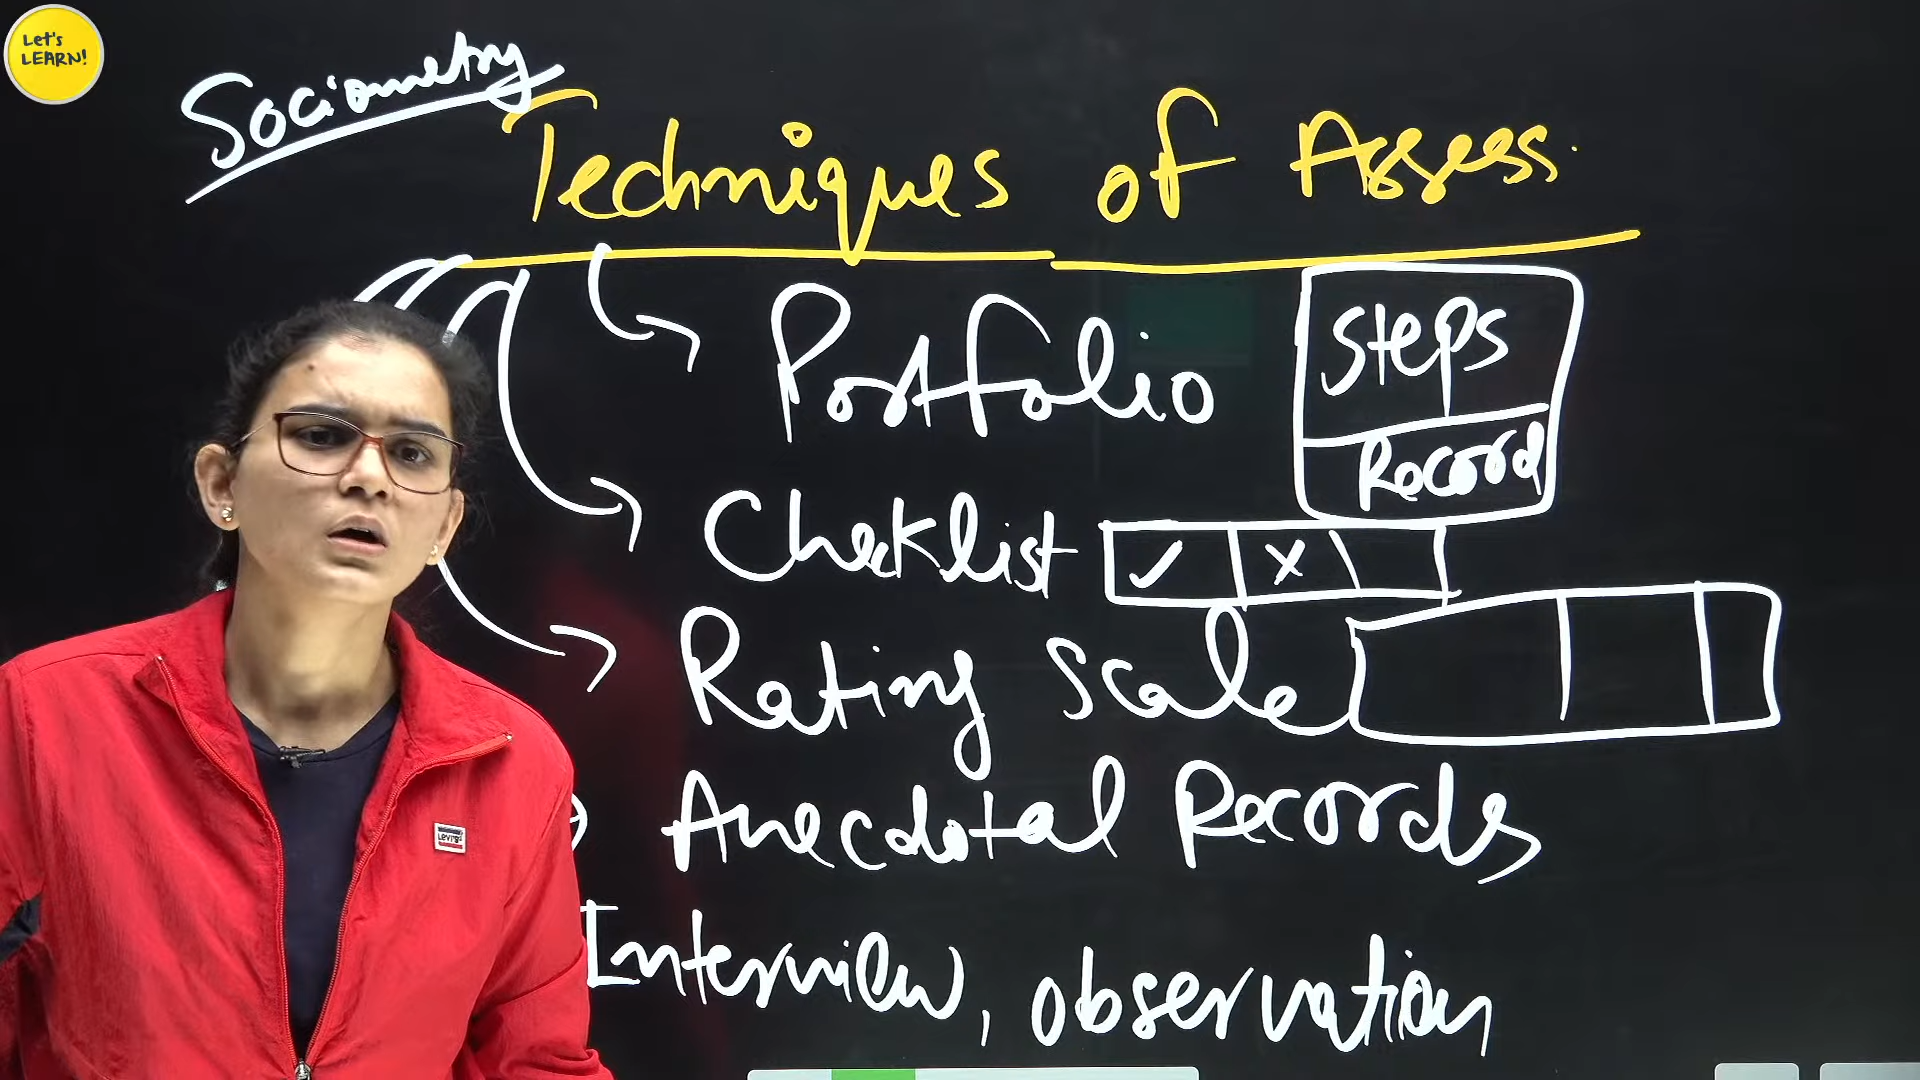 Let's
LEARN!
Sociometry
Techniques of Assess.
Portfolio
Steps
Record
Checklist ✓ ×
Rating Scale
Anecdotal Records
Interview, observation
Levi's